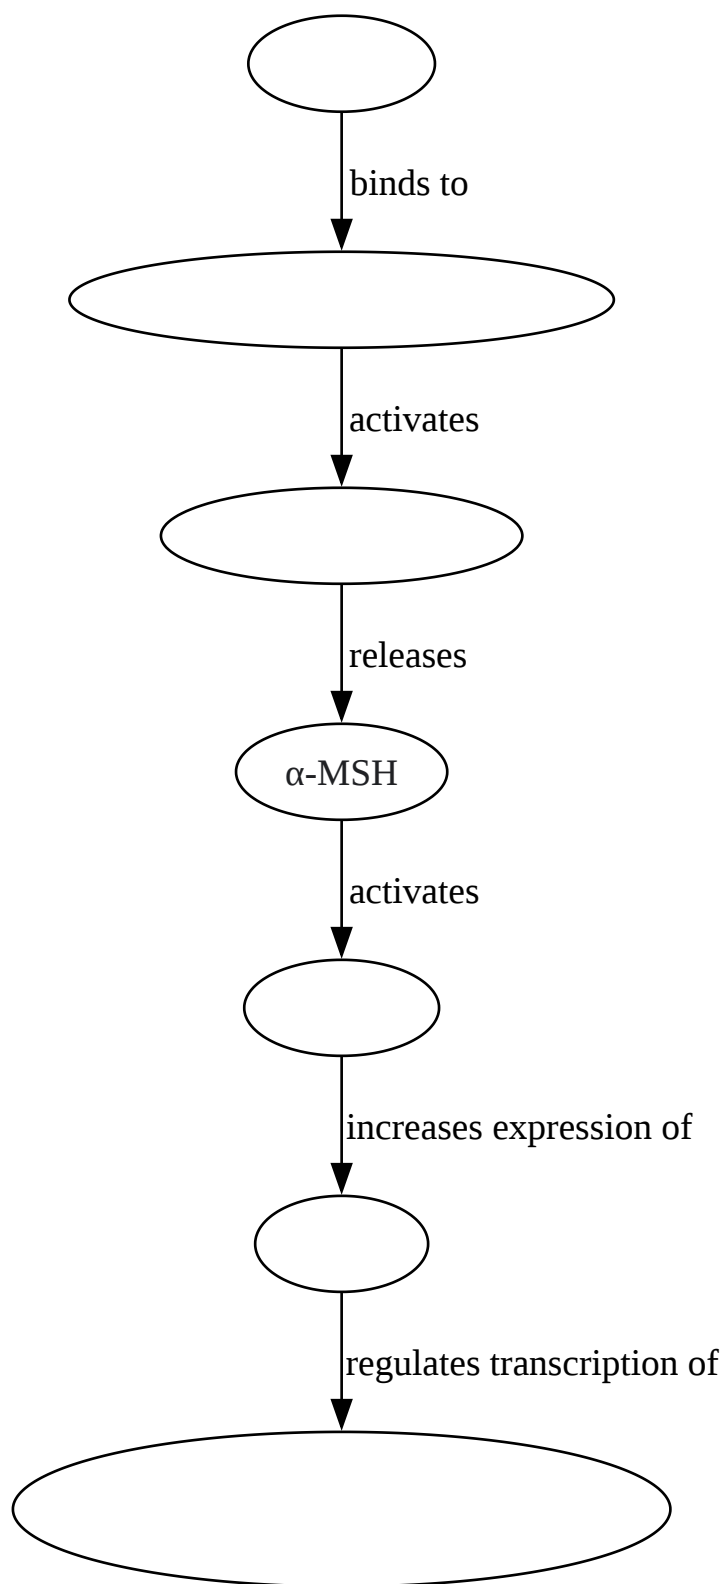 binds to
activates
releases
α-MSH
activates
increases expression of
regulates transcription of